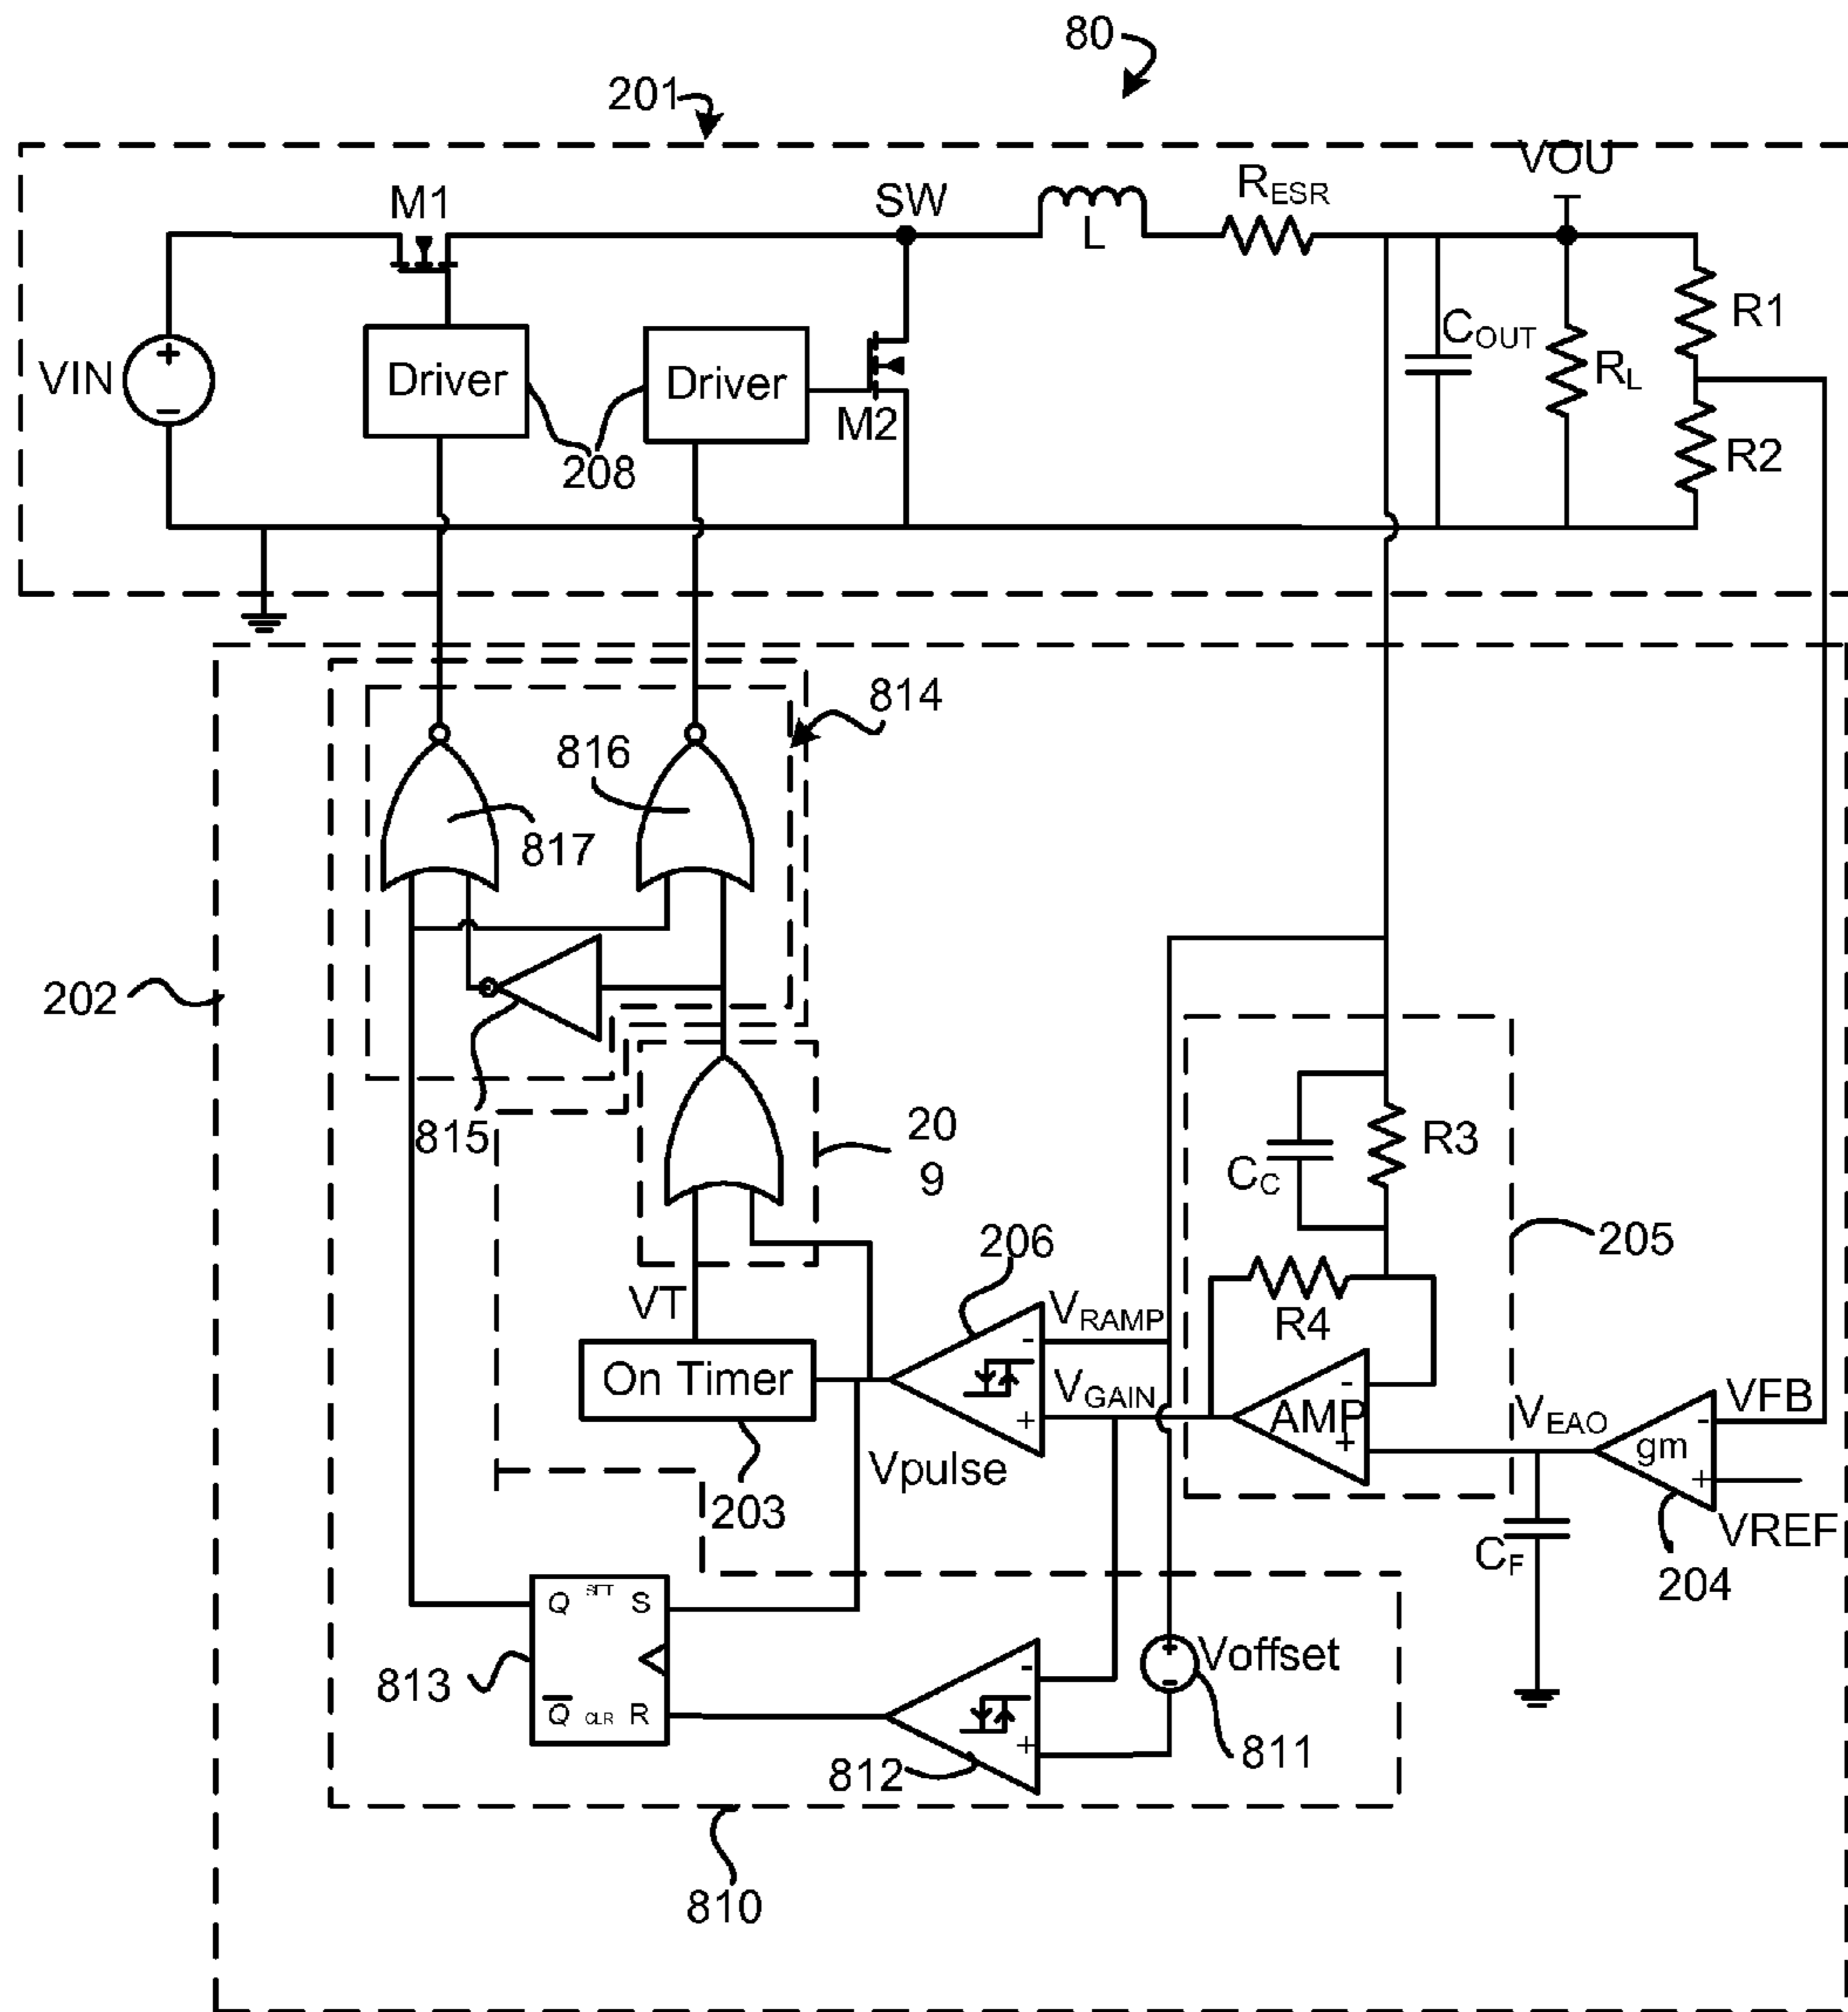 80
201
VOU
T
M1
SW
L
RESR
VIN
+
−
Driver
Driver
208
M2
COUT
RL
R1
R2
814
816
817
202
815
20
9
CC
R3
205
206
VT
VRAMP
-
R4
On Timer
VGAIN
+
AMP
-
+
VEAO
VFB
-
gm
+
Vpulse
203
VREF
CF
204
Q
SET
S
813
Q
CLR
R
-
+
812
+
Voffset
-
811
810